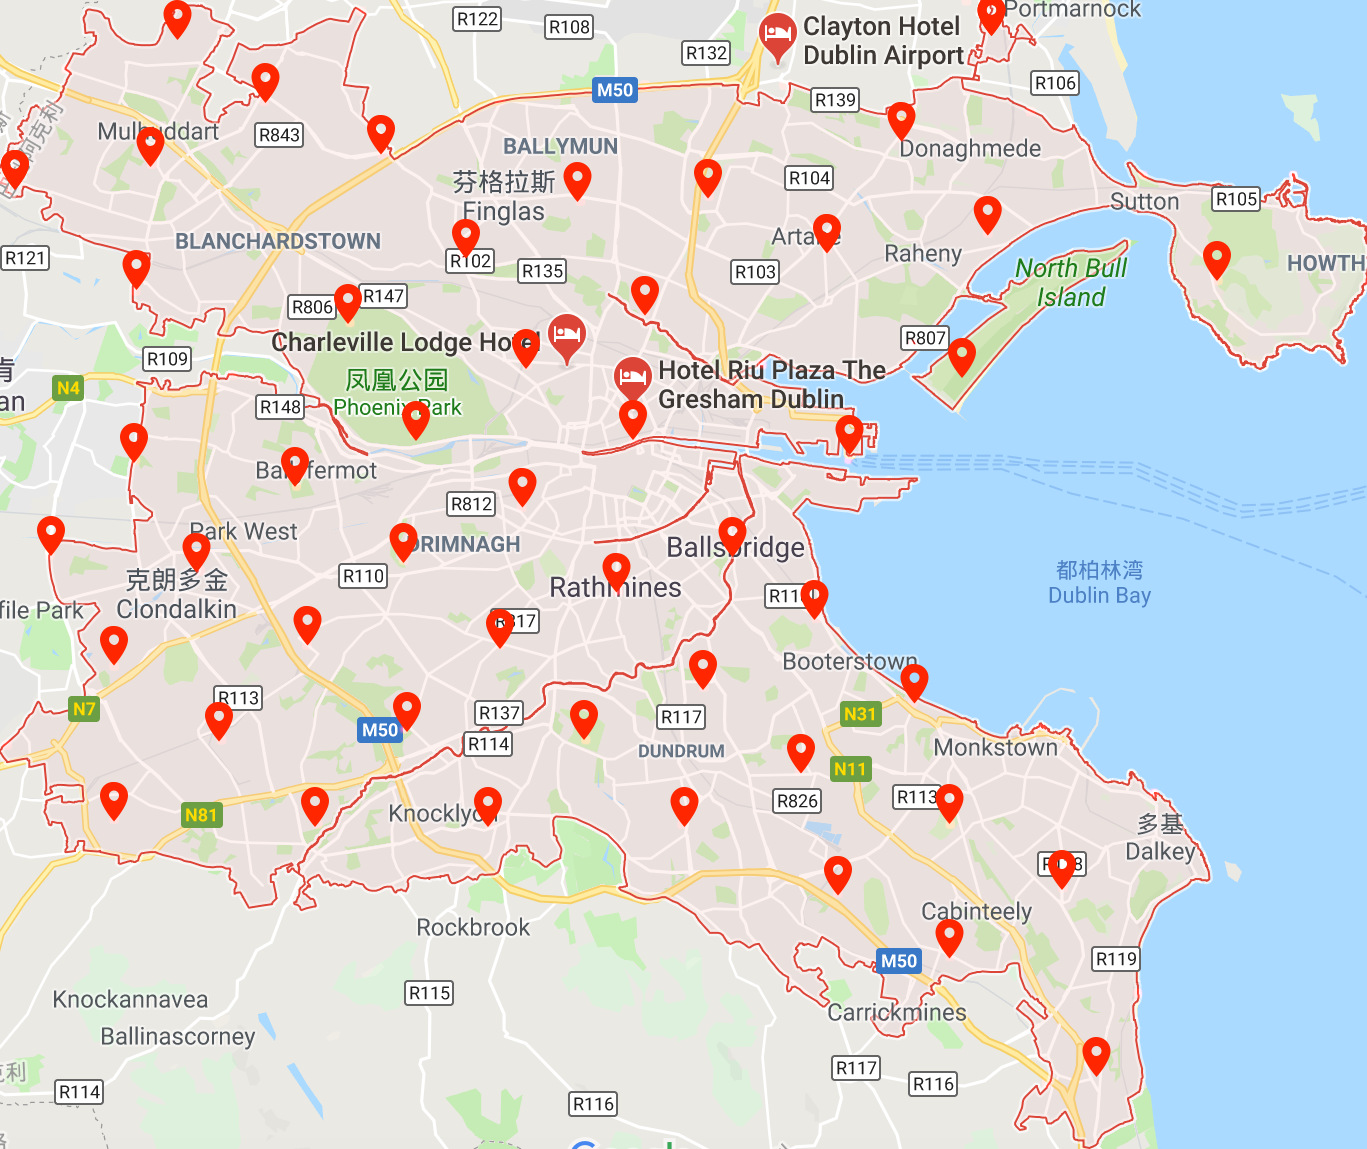 Portmarnock
R122
R108
Clayton Hotel
Dublin Airport
R132
M50
R139
R106
Mulhuddart
R843
BALLYMUN
Donaghmede
芬格拉斯
Finglas
R104
Sutton
R105
BLANCHARDSTOWN
R121
R102
R135
R103
Raheny
North Bull
Island
HOWTH
R806
R147
Charleville Lodge Hotel
R807
R109
N4
Hotel Riu Plaza The
Gresham Dublin
凤凰公园
Phoenix Park
R148
Ballyfermot
R812
Park West
DRIMNAGH
Ballsbridge
R110
克朗多金
Clondalkin
Rathmines
都柏林湾
Dublin Bay
R817
Booterstown
N7
R113
M50
R137
R114
R117
N31
DUNDRUM
Monkstown
N11
R826
R113
N81
Knocklyon
多基
Dalkey
Cabinteely
Rockbrook
M50
R119
R115
Knockannavea
Ballinascorney
Carrickmines
R114
R117
R116
R116